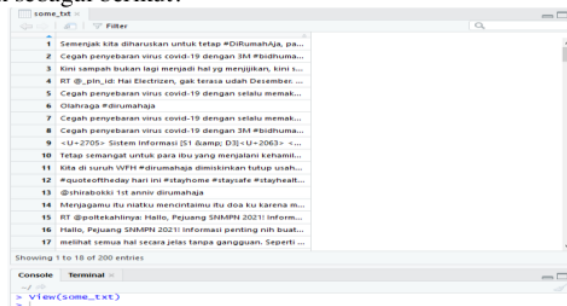 some_txt ×
Filter
1 Semenjak kita diharuskan untuk tetap #DiRumahAja, pa...
2 Cegah penyebaran virus covid-19 dengan 3M #bidhuma...
3 Kini sampah bukan lagi menjadi hal yg menjijikan, kini s...
4 RT @_pln_id: Hai Electrizen, gak terasa udah Desember. ...
5 Cegah penyebaran virus covid-19 dengan selalu memak...
6 Olahraga #dirumahaja
7 Cegah penyebaran virus covid-19 dengan selalu memak...
8 Cegah penyebaran virus covid-19 dengan 3M #bidhuma...
9 <U+2705> Sistem Informasi [S1 &amp; D3]<U+2063> <...
10 Tetap semangat untuk para ibu yang menjalani kehamil...
11 Kita di suruh WFH #dirumahaja dimiskinkan tutup usah...
12 #quoteoftheday hari ini #stayhome #staysafe #stayhealt...
13 @shirabokki 1st anniv dirumahaja
14 Menjagamu itu niatku mencintaimu itu doa ku karena m...
15 RT @poltekahlinya: Hallo, Pejuang SNMPN 2021! Inform...
16 Hallo, Pejuang SNMPN 2021! Informasi penting nih buat...
17 melihat semua hal secara jelas tanpa gangguan. Seperti ...
Showing 1 to 18 of 200 entries
Console Terminal ×
~/
> View(some_txt)
>